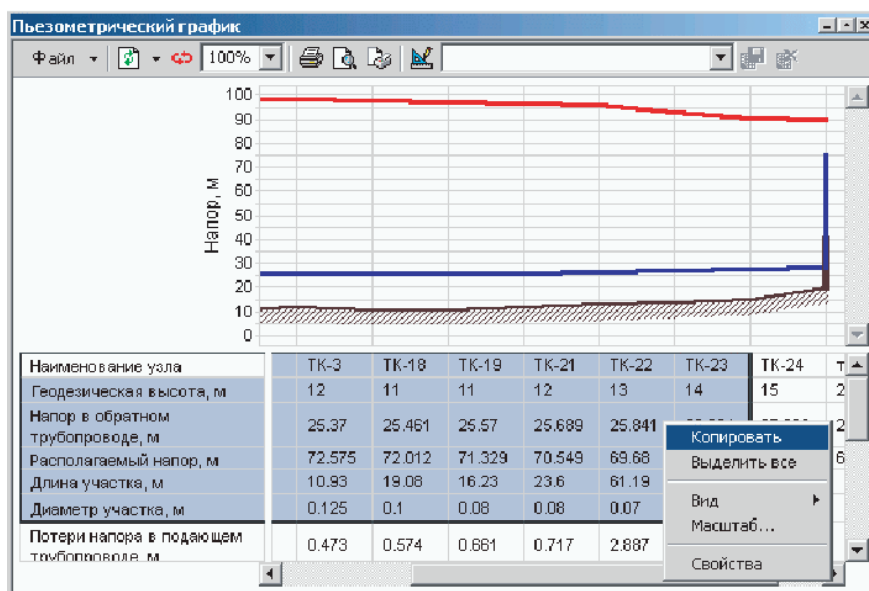 Пьезометрический график
Файл 100%
100
90
80
70
60
50
40
30
20
10
0
Напор, м
Наименование узла ТК-3 ТК-18 ТК-19 ТК-21 ТК-22 ТК-23 ТК-24
Геодезическая высота, м 12 11 11 12 13 14 15 2
Напор в обратном
трубопроводе, м 25.37 25.461 25.57 25.689 25.841
Располагаемый напор, м 72.575 72.012 71.329 70.549 69.68
Длина участка, м 10.93 19.08 16.23 23.6 61.19
Диаметр участка, м 0.125 0.1 0.08 0.08 0.07
Потери напора в подающем
трубопроводе, м 0.473 0.574 0.661 0.717 2.887
Копировать
Выделить все
Вид
Масштаб...
Свойства